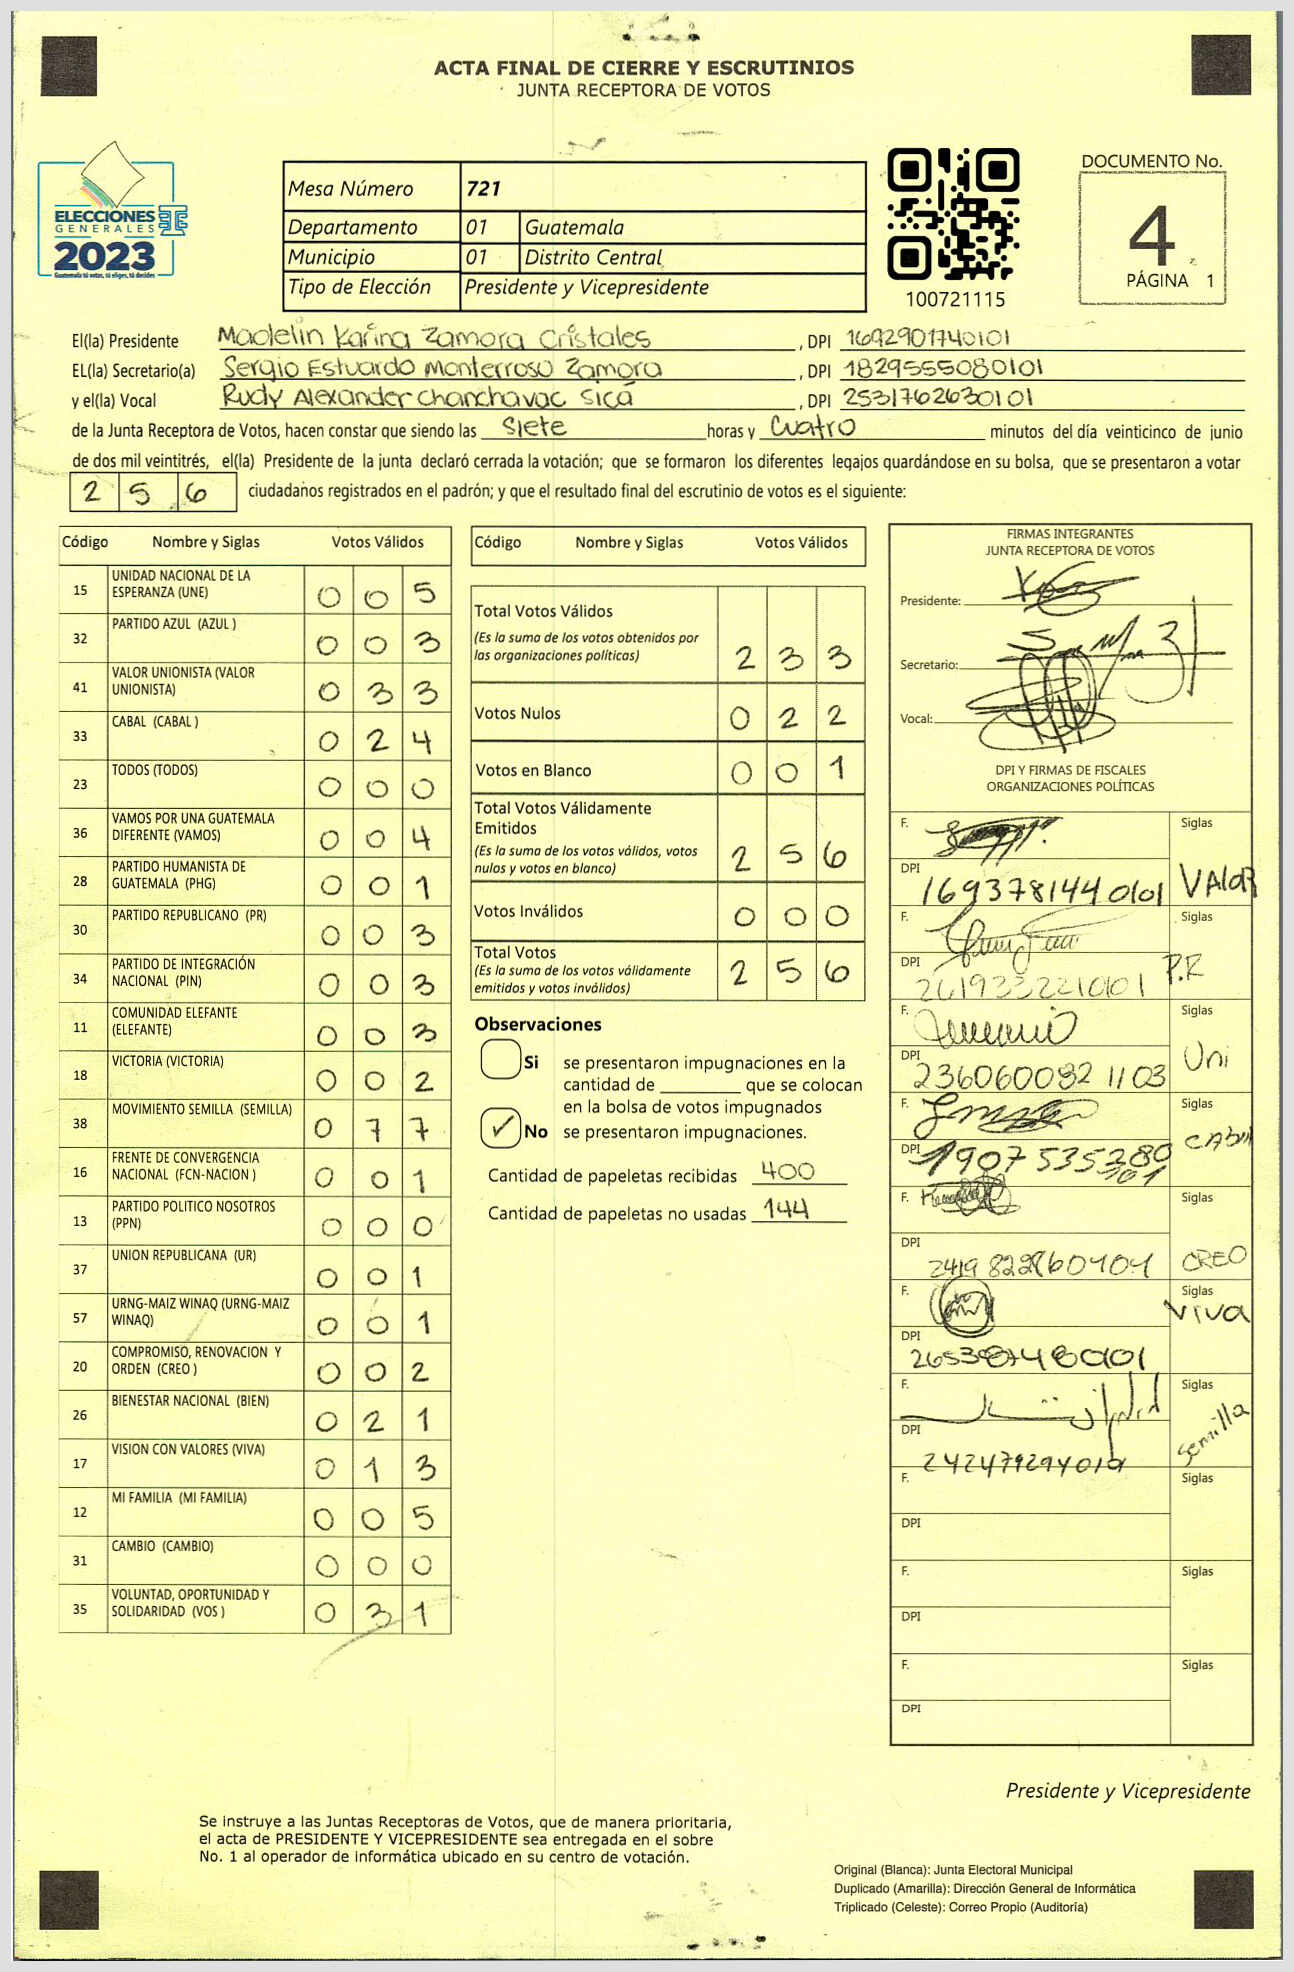 ACTA FINAL DE CIERRE Y ESCRUTINIOS
JUNTA RECEPTORA DE VOTOS
ELECCIONES
GENERALES
2023
Guatemala tú votas, tú eliges, tú decides
Mesa Número 721
Departamento 01 Guatemala
Municipio 01 Distrito Central
Tipo de Elección Presidente y Vicepresidente
100721115
DOCUMENTO No.
4
PÁGINA 1
El(la) Presidente Madelin Karina Zamora Cristales, DPI 1692901740101
EL(la) Secretario(a) Sergio Estuardo Monterroso Zamora, DPI 1829555080101
y el(la) Vocal Rudy Alexander Chanchavac Sicá, DPI 2531762630101
de la Junta Receptora de Votos, hacen constar que siendo las Siete horas y Cuatro minutos del día veinticinco de junio
de dos mil veintitrés, el(la) Presidente de la junta declaró cerrada la votación; que se formaron los diferentes legajos guardándose en su bolsa, que se presentaron a votar
256 ciudadanos registrados en el padrón; y que el resultado final del escrutinio de votos es el siguiente:
Código Nombre y Siglas Votos Válidos
15 UNIDAD NACIONAL DE LA ESPERANZA (UNE) 0 0 5
32 PARTIDO AZUL (AZUL ) 0 0 3
41 VALOR UNIONISTA (VALOR UNIONISTA) 0 3 3
33 CABAL (CABAL ) 0 2 4
23 TODOS (TODOS) 0 0 0
36 VAMOS POR UNA GUATEMALA DIFERENTE (VAMOS) 0 0 4
28 PARTIDO HUMANISTA DE GUATEMALA (PHG) 0 0 1
30 PARTIDO REPUBLICANO (PR) 0 0 3
34 PARTIDO DE INTEGRACIÓN NACIONAL (PIN) 0 0 3
11 COMUNIDAD ELEFANTE (ELEFANTE) 0 0 3
18 VICTORIA (VICTORIA) 0 0 2
38 MOVIMIENTO SEMILLA (SEMILLA) 0 7 7
16 FRENTE DE CONVERGENCIA NACIONAL (FCN-NACION ) 0 0 1
13 PARTIDO POLITICO NOSOTROS (PPN) 0 0 0
37 UNION REPUBLICANA (UR) 0 0 1
57 URNG-MAIZ WINAQ (URNG-MAIZ WINAQ) 0 0 1
20 COMPROMISO, RENOVACION Y ORDEN (CREO ) 0 0 2
26 BIENESTAR NACIONAL (BIEN) 0 2 1
17 VISION CON VALORES (VIVA) 0 1 3
12 MI FAMILIA (MI FAMILIA) 0 0 5
31 CAMBIO (CAMBIO) 0 0 0
35 VOLUNTAD, OPORTUNIDAD Y SOLIDARIDAD (VOS ) 0 3 1
Código Nombre y Siglas Votos Válidos
Total Votos Válidos
(Es la suma de los votos obtenidos por
las organizaciones políticas) 2 3 3
Votos Nulos 0 2 2
Votos en Blanco 0 0 1
Total Votos Válidamente
Emitidos
(Es la suma de los votos válidos, votos
nulos y votos en blanco) 2 5 6
Votos Inválidos 0 0 0
Total Votos
(Es la suma de los votos válidamente
emitidos y votos inválidos) 2 5 6
Observaciones
Si se presentaron impugnaciones en la
cantidad de ________ que se colocan
en la bolsa de votos impugnados
✓ No se presentaron impugnaciones.
Cantidad de papeletas recibidas 400
Cantidad de papeletas no usadas 144
FIRMAS INTEGRANTES
JUNTA RECEPTORA DE VOTOS
Presidente:
Secretario:
Vocal:
DPI Y FIRMAS DE FISCALES
ORGANIZACIONES POLÍTICAS
F. Siglas
DPI 1693781440101 VALOR
F. Siglas
DPI P.R
F. Siglas
DPI 2360600821103 Uni
F. Siglas
DPI
F. Siglas
DPI CREO
F. Siglas
DPI VIVA
F. Siglas
DPI Semilla
F. Siglas
DPI
F. Siglas
DPI
F. Siglas
DPI
Presidente y Vicepresidente
Se instruye a las Juntas Receptoras de Votos, que de manera prioritaria,
el acta de PRESIDENTE Y VICEPRESIDENTE sea entregada en el sobre
No. 1 al operador de informática ubicado en su centro de votación.
Original (Blanca): Junta Electoral Municipal
Duplicado (Amarilla): Dirección General de Informática
Triplicado (Celeste): Correo Propio (Auditoría)